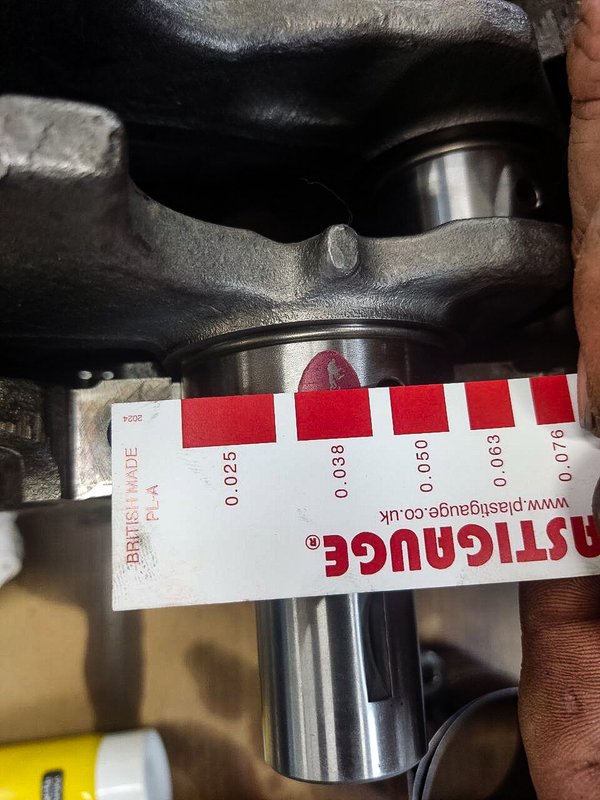 2024
BRITISH MADE
PL-A
0.025
0.038
0.050
0.063
0.076
www.plastigauge.co.uk
ASTIGAUGE®